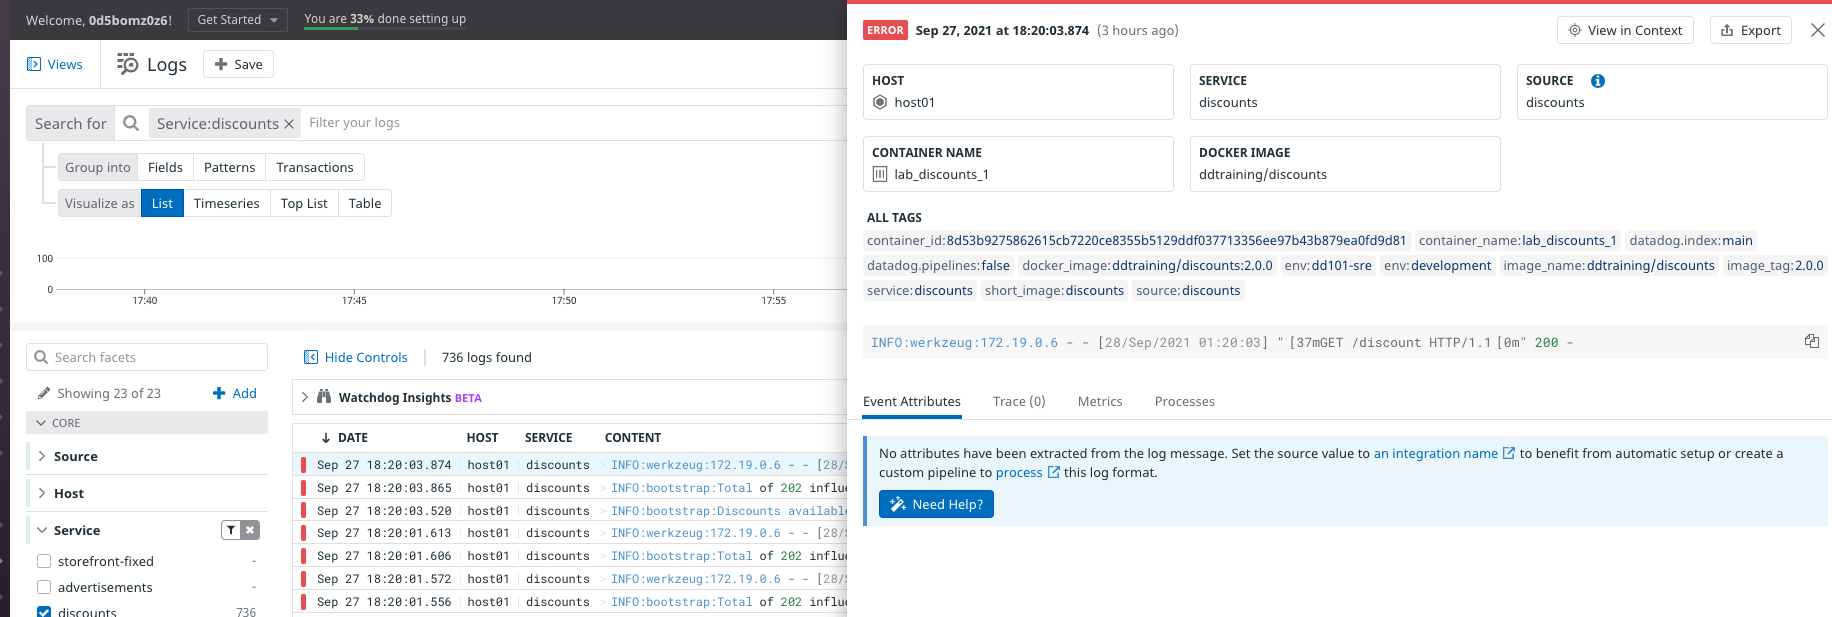 Welcome, 0d5bomz0z6!
Get Started
You are 33% done setting up
Views
Logs
Save
Search for
Service:discounts
Filter your logs
Group into
Fields
Patterns
Transactions
Visualize as
List
Timeseries
Top List
Table
100
0
17:40
17:45
17:50
17:55
Search facets
Showing 23 of 23
Add
CORE
Source
Host
Service
storefront-fixed -
advertisements -
discounts 736
Hide Controls
736 logs found
Watchdog Insights BETA
DATE HOST SERVICE CONTENT
Sep 27 18:20:03.874 host01 discounts INFO:werkzeug:172.19.0.6 - - [28/
Sep 27 18:20:03.865 host01 discounts INFO:bootstrap:Total of 202 influe
Sep 27 18:20:03.520 host01 discounts INFO:bootstrap:Discounts available
Sep 27 18:20:01.613 host01 discounts INFO:werkzeug:172.19.0.6 - - [28/
Sep 27 18:20:01.606 host01 discounts INFO:bootstrap:Total of 202 influe
Sep 27 18:20:01.572 host01 discounts INFO:werkzeug:172.19.0.6 - - [28/
Sep 27 18:20:01.556 host01 discounts INFO:bootstrap:Total of 202 influe
ERROR Sep 27, 2021 at 18:20:03.874 (3 hours ago)
View in Context
Export
HOST
host01
SERVICE
discounts
SOURCE
discounts
CONTAINER NAME
lab_discounts_1
DOCKER IMAGE
ddtraining/discounts
ALL TAGS
container_id:8d53b9275862615cb7220ce8355b5129ddf037713356ee97b43b879ea0fd9d81 container_name:lab_discounts_1 datadog.index:main
datadog.pipelines:false docker_image:ddtraining/discounts:2.0.0 env:dd101-sre env:development image_name:ddtraining/discounts image_tag:2.0.0
service:discounts short_image:discounts source:discounts
INFO:werkzeug:172.19.0.6 - - [28/Sep/2021 01:20:03] " [37mGET /discount HTTP/1.1 [0m" 200 -
Event Attributes
Trace (0)
Metrics
Processes
No attributes have been extracted from the log message. Set the source value to an integration name to benefit from automatic setup or create a
custom pipeline to process this log format.
Need Help?